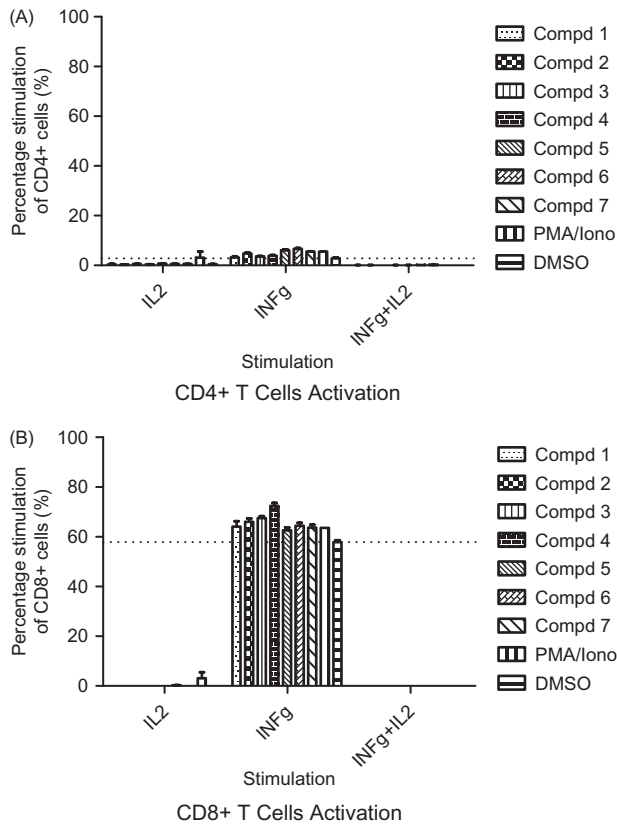 (A)
Percentage stimulation
of CD4+ cells (%)
100
80
60
40
20
0
IL2
INFg
INFg+IL2
Stimulation
CD4+ T Cells Activation
Compd 1
Compd 2
Compd 3
Compd 4
Compd 5
Compd 6
Compd 7
PMA/Iono
DMSO
(B)
Percentage stimulation
of CD8+ cells (%)
100
80
60
40
20
0
IL2
INFg
INFg+IL2
Stimulation
CD8+ T Cells Activation
Compd 1
Compd 2
Compd 3
Compd 4
Compd 5
Compd 6
Compd 7
PMA/Iono
DMSO